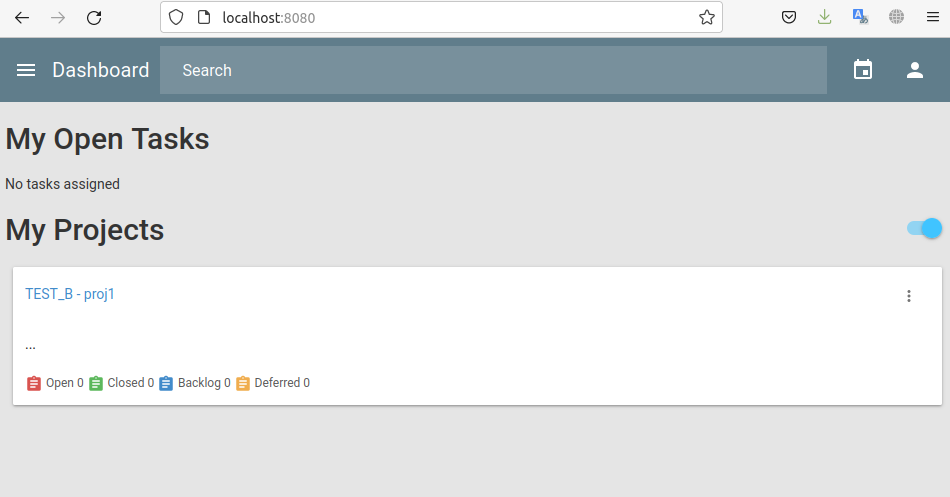 localhost:8080
Dashboard Search
My Open Tasks
No tasks assigned
My Projects
TEST_B - proj1
...
Open 0 Closed 0 Backlog 0 Deferred 0